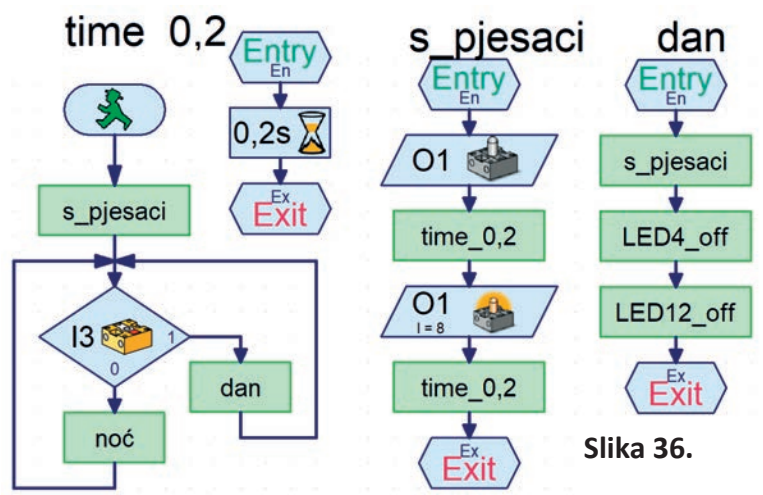 time 0,2
Entry
En
0,2s
Ex
Exit
s_pjesaci
I3
1
0
dan
noć
s_pjesaci
Entry
En
O1
time_0,2
O1
I = 8
time_0,2
Ex
Exit
dan
Entry
En
s_pjesaci
LED4_off
LED12_off
Ex
Exit
Slika 36.